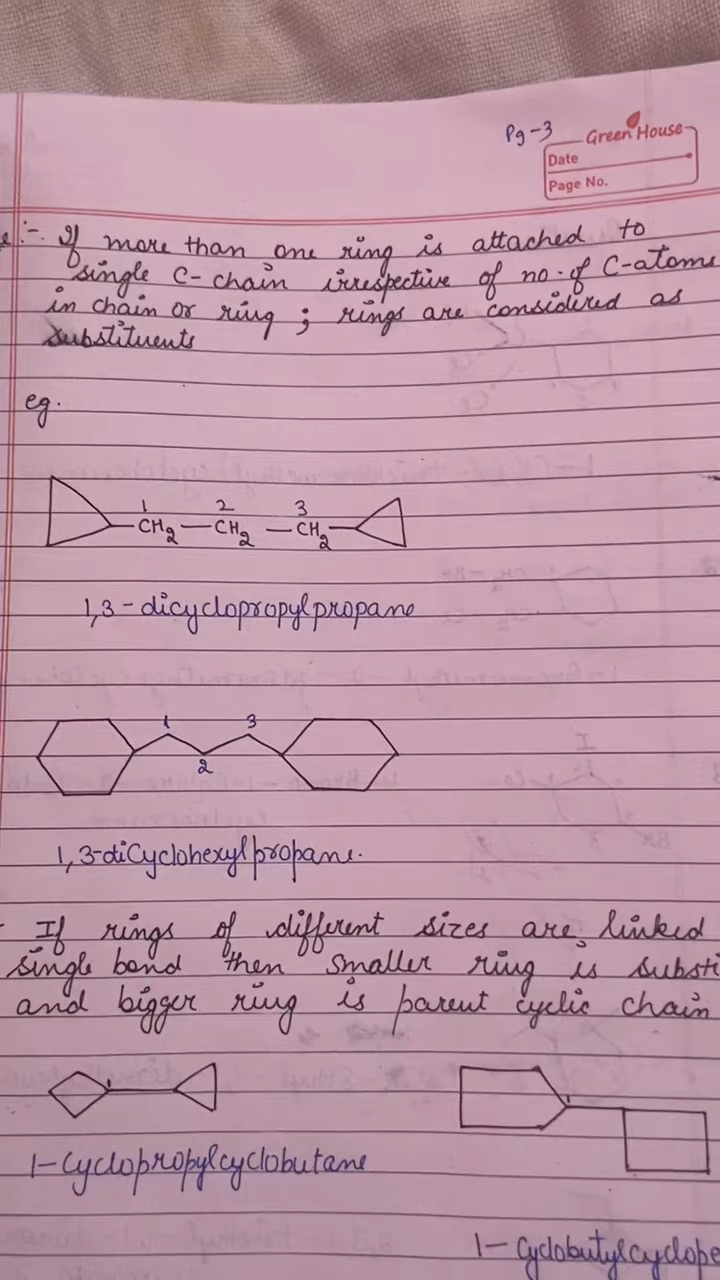 Pg-3
Green House
Date
Page No.
e :- If more than one ring is attached to
single C-chain irrespective of no. of C-atoms
in chain or ring ; rings are considered as
substituents
eg.
1 2 3
CH2 — CH2 — CH2
1,3-dicyclopropylpropane
1 3
2
1,3-diCyclohexylpropane.
If rings of different sizes are linked
single bond then smaller ring is substi
and bigger ring is parent cyclic chain
1 1
1-Cyclopropylcyclobutane
1-Cyclobutylcyclope